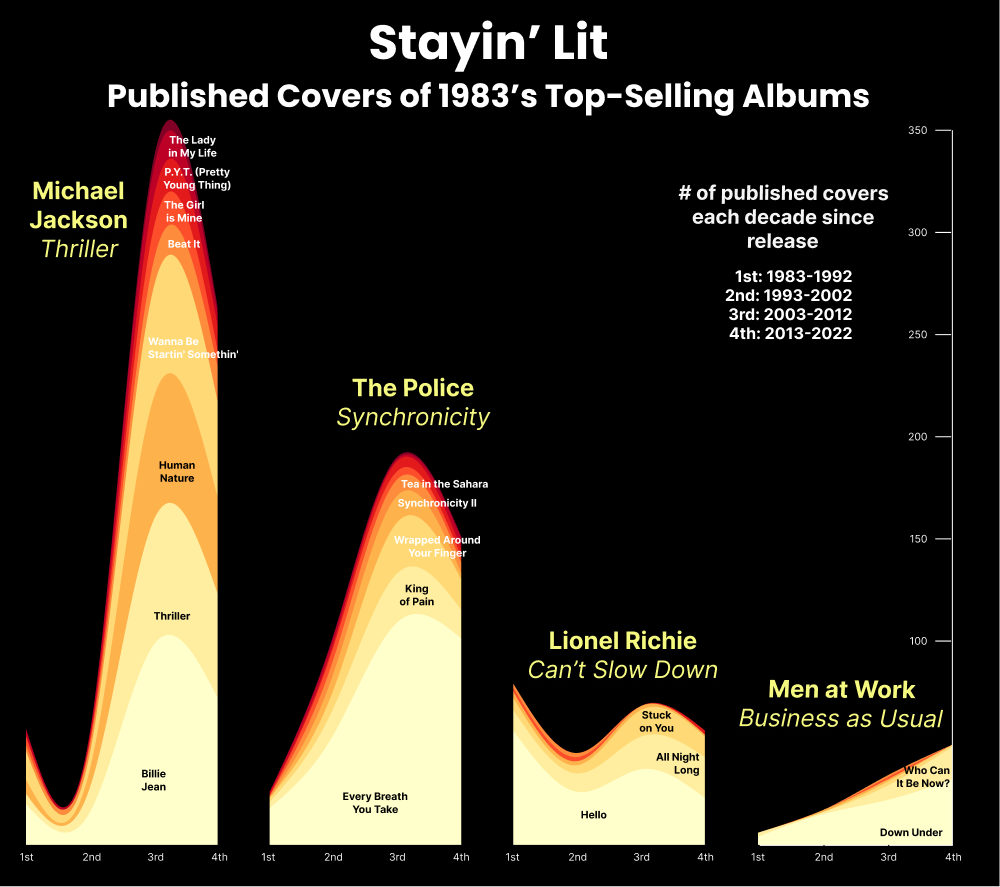 Stayin’ Lit
Published Covers of 1983’s Top-Selling Albums
Michael
Jackson
Thriller
The Lady
in My Life
P.Y.T. (Pretty
Young Thing)
The Girl
is Mine
Beat It
Wanna Be
Startin' Somethin'
Human
Nature
Thriller
Billie
Jean
1st
2nd
3rd
4th
The Police
Synchronicity
Tea in the Sahara
Synchronicity II
Wrapped Around
Your Finger
King
of Pain
Every Breath
You Take
1st
2nd
3rd
4th
Lionel Richie
Can’t Slow Down
Stuck
on You
All Night
Long
Hello
1st
2nd
3rd
4th
Men at Work
Business as Usual
Who Can
It Be Now?
Down Under
1st
2nd
3rd
4th
# of published covers
each decade since
release
1st: 1983-1992
2nd: 1993-2002
3rd: 2003-2012
4th: 2013-2022
350
300
250
200
150
100